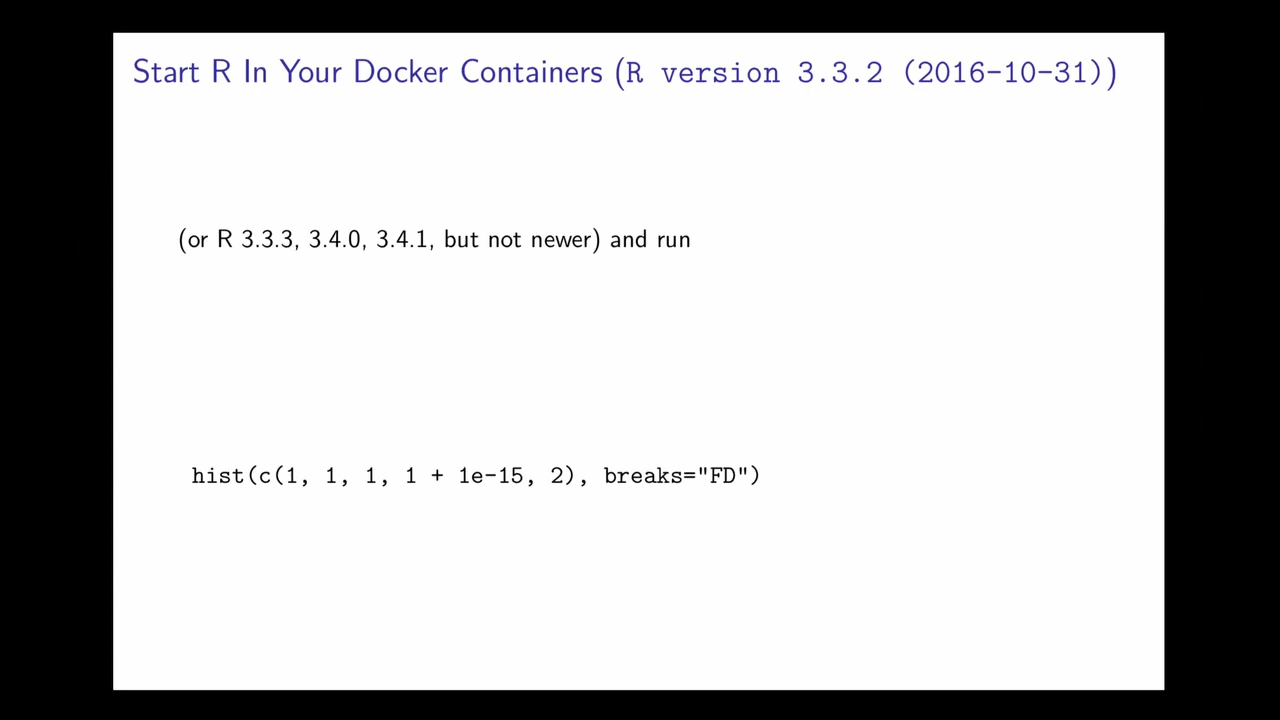 Start R In Your Docker Containers (R version 3.3.2 (2016-10-31))
(or R 3.3.3, 3.4.0, 3.4.1, but not newer) and run
hist(c(1, 1, 1, 1 + 1e-15, 2), breaks="FD")